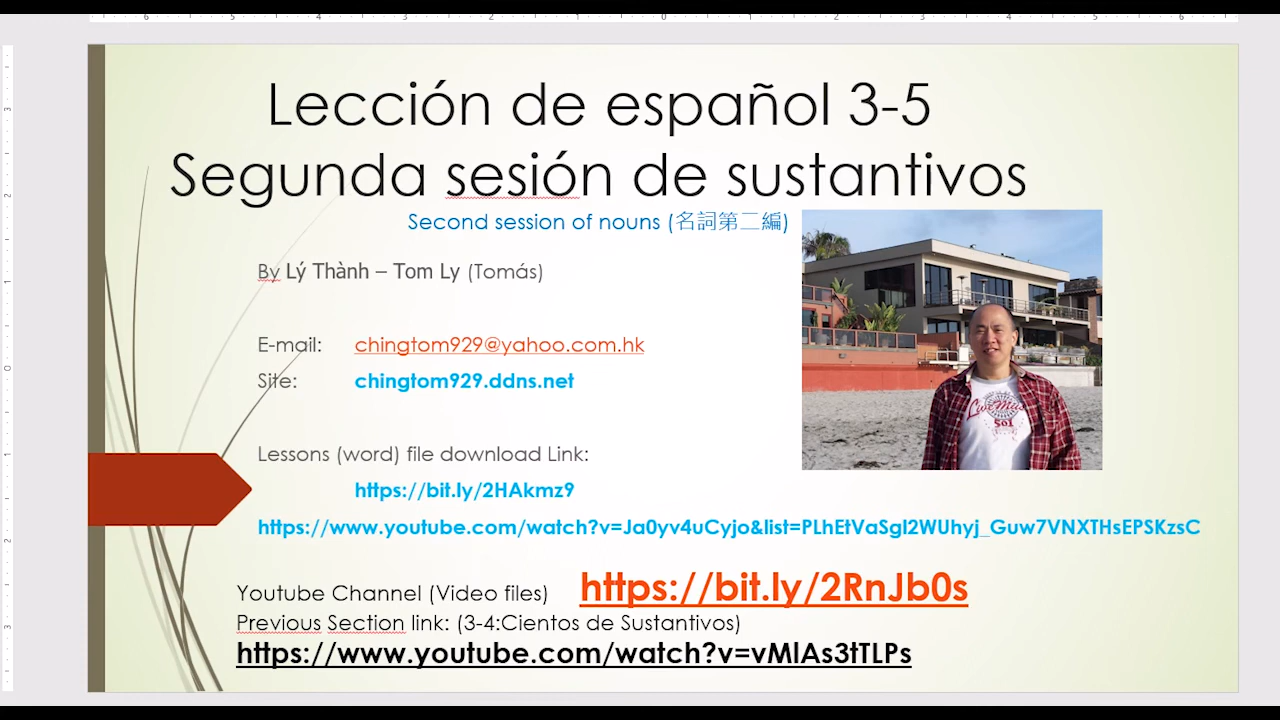 Lección de español 3-5
Segunda sesión de sustantivos
Second session of nouns (名詞第二編)
By Lý Thành – Tom Ly (Tomás)
E-mail: chingtom929@yahoo.com.hk
Site: chingtom929.ddns.net
Lessons (word) file download Link:
https://bit.ly/2HAkmz9
https://www.youtube.com/watch?v=Ja0yv4uCyjo&list=PLhEtVaSgI2WUhyj_Guw7VNXTHsEPSKzsC
Youtube Channel (Video files) https://bit.ly/2RnJb0s
Previous Section link: (3-4:Cientos de Sustantivos)
https://www.youtube.com/watch?v=vMlAs3tTLPs